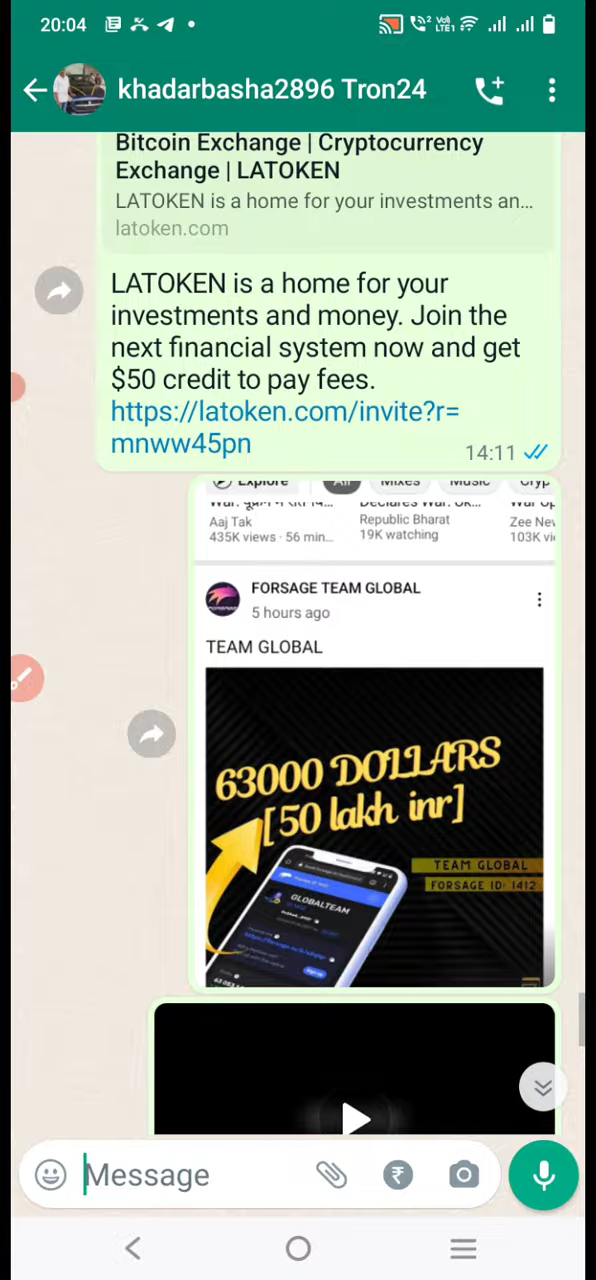 20:04
khadarbasha2896 Tron24
Bitcoin Exchange | Cryptocurrency
Exchange | LATOKEN
LATOKEN is a home for your investments an...
latoken.com
LATOKEN is a home for your
investments and money. Join the
next financial system now and get
$50 credit to pay fees.
https://latoken.com/invite?r=
mnww45pn
14:11
Explore All Mixes Music
Aaj Tak
435K views · 56 min...
Republic Bharat
19K watching
FORSAGE TEAM GLOBAL
5 hours ago
TEAM GLOBAL
63000 DOLLARS
[50 lakh inr]
TEAM GLOBAL
FORSAGE ID: 1412
GLOBALTEAM
Message